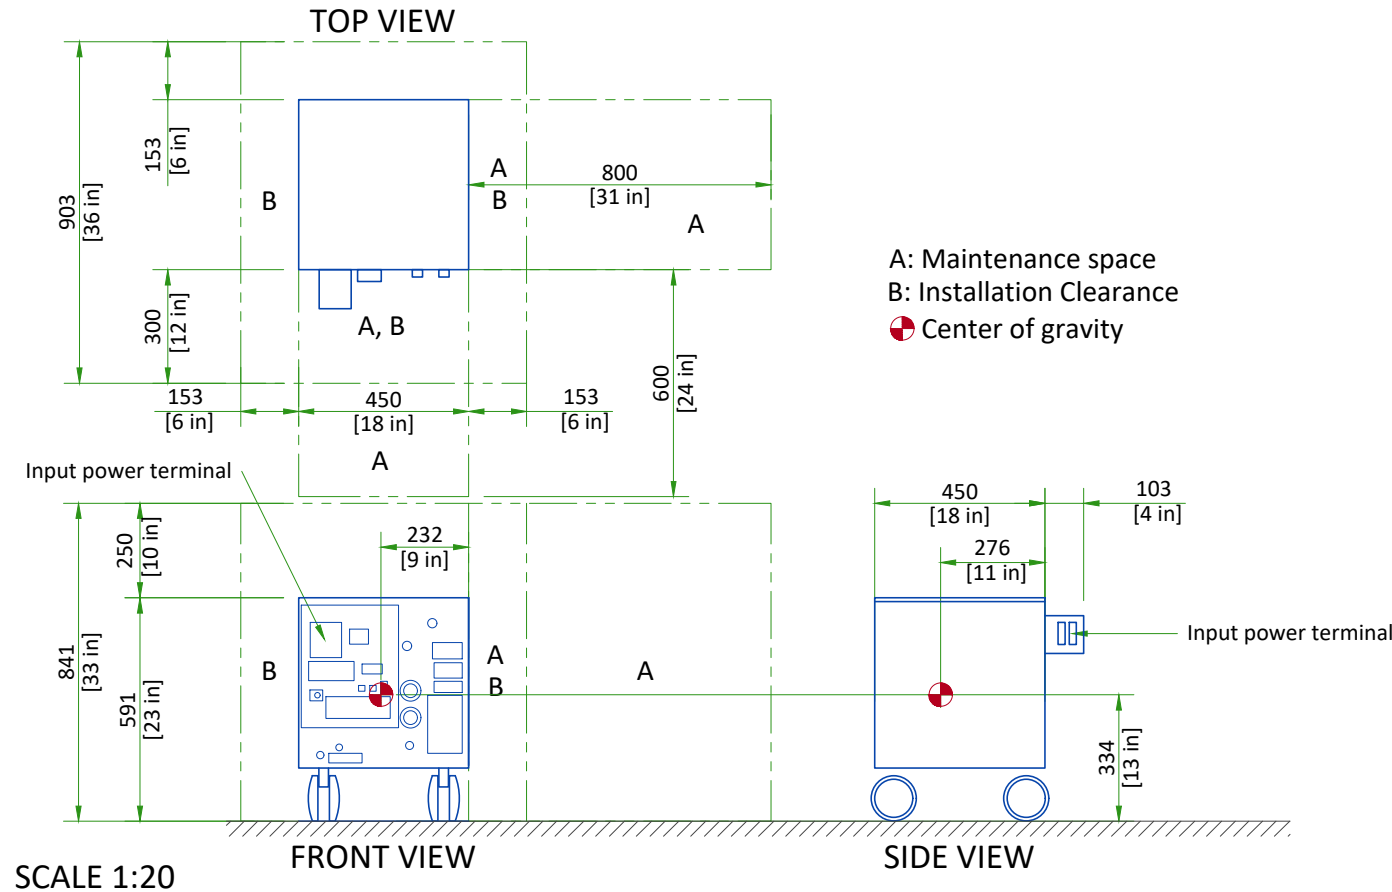 TOP VIEW
153
[6 in]
903
[36 in]
A
B
B
800
[31 in]
A
A: Maintenance space
B: Installation Clearance
Center of gravity
300
[12 in]
A, B
600
[24 in]
153
[6 in]
450
[18 in]
153
[6 in]
A
Input power terminal
450
[18 in]
103
[4 in]
250
[10 in]
232
[9 in]
276
[11 in]
Input power terminal
841
[33 in]
591
[23 in]
B
A
B
A
334
[13 in]
FRONT VIEW
SIDE VIEW
SCALE 1:20